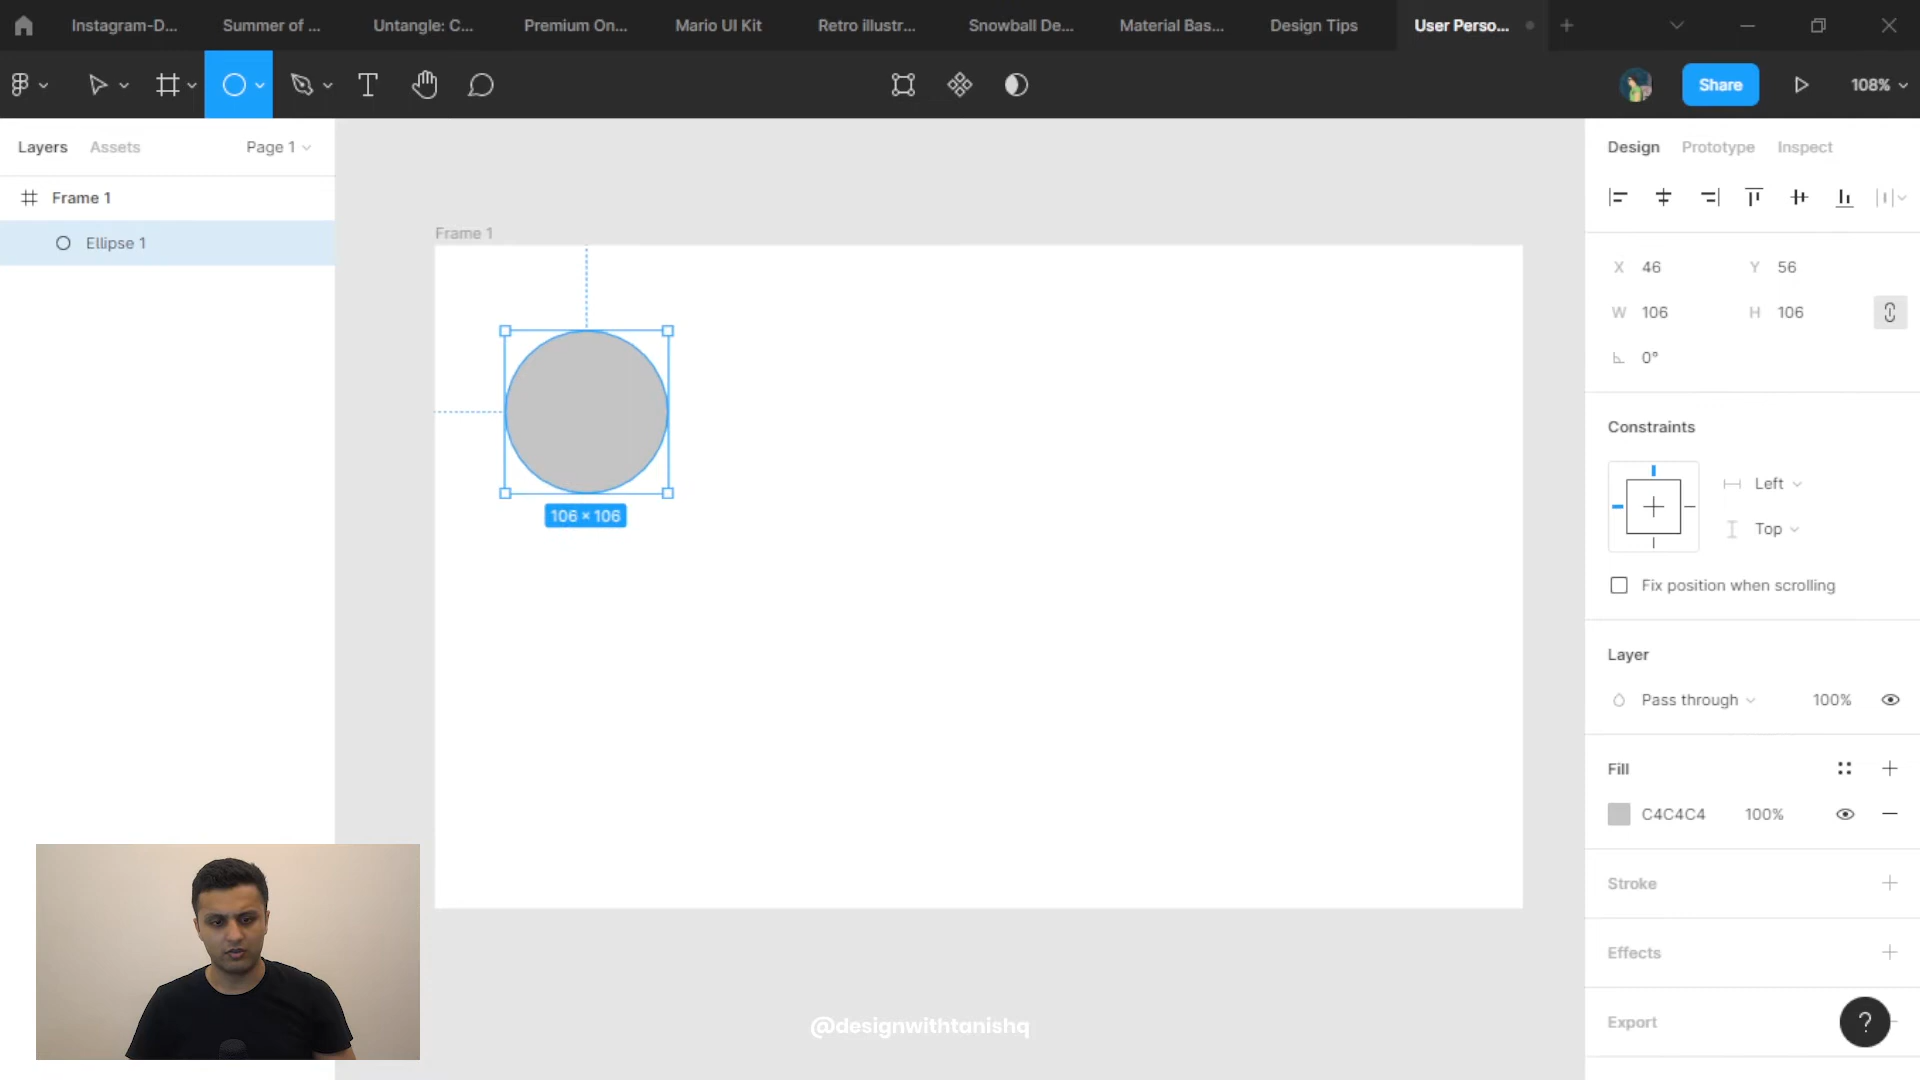 Instagram-D...
Summer of ...
Untangle: C...
Premium On...
Mario UI Kit
Retro illustr...
Snowball De...
Material Bas...
Design Tips
User Perso...
Share
108%
Layers
Assets
Page 1
Frame 1
Ellipse 1
Frame 1
106 × 106
Design
Prototype
Inspect
X 46
Y 56
W 106
H 106
0°
Constraints
Left
Top
Fix position when scrolling
Layer
Pass through
100%
Fill
C4C4C4
100%
Stroke
Effects
Export
?
@designwithtanishq